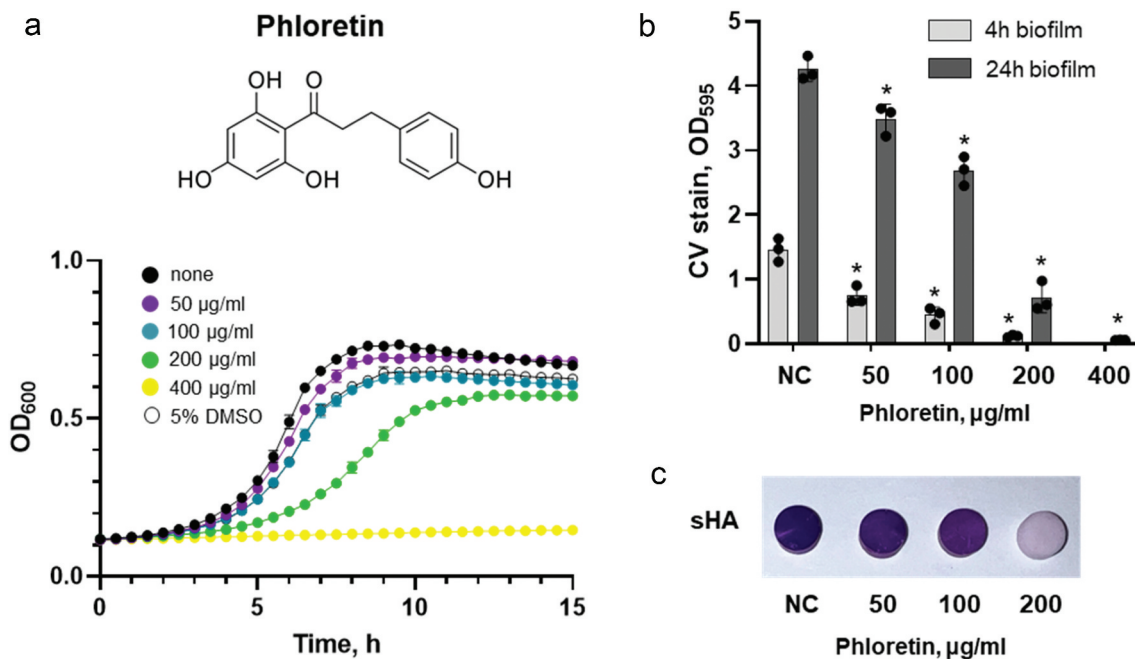 a
Phloretin
OH
O
HO
OH
OH
OD600
1.0
0.5
0.0
none
50 µg/ml
100 µg/ml
200 µg/ml
400 µg/ml
5% DMSO
0
5
10
15
Time, h
b
CV stain, OD595
5
4
3
2
1
0
4h biofilm
24h biofilm
*
*
*
*
*
*
*
NC
50
100
200
400
Phloretin, µg/ml
c
sHA
NC
50
100
200
Phloretin, µg/ml